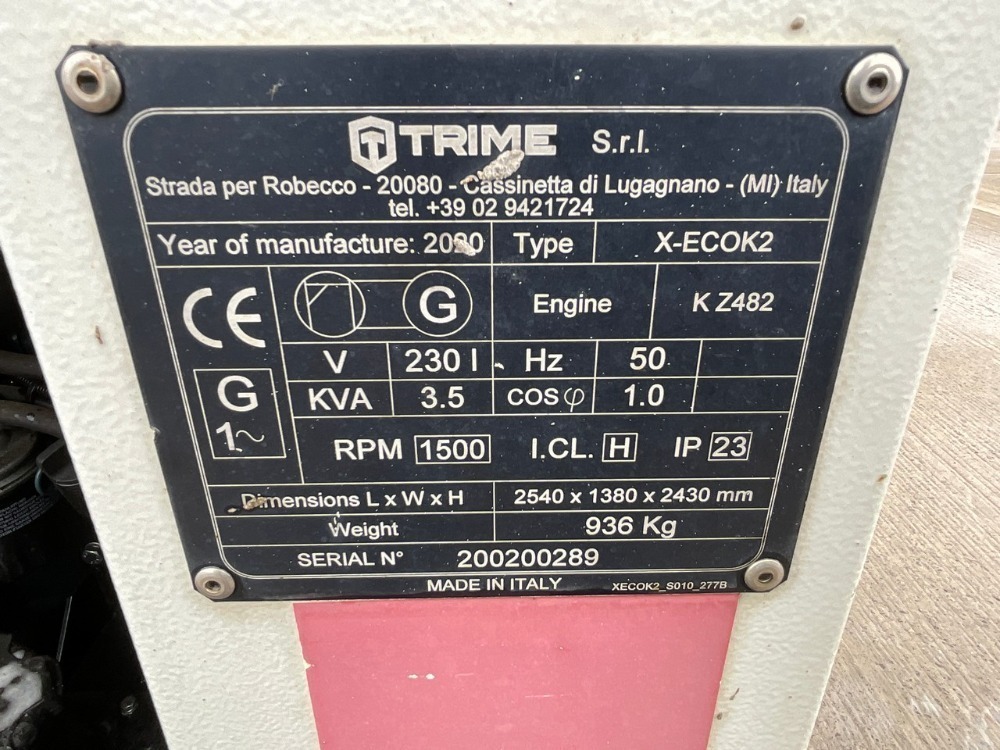 TRIME S.r.l.
Strada per Robecco - 20080 - Cassinetta di Lugagnano - (MI) Italy
tel. +39 02 9421724
Year of manufacture: 2020 Type X-ECOK2
CE G Engine K Z482
V 230 I Hz 50
G KVA 3.5 COS φ 1.0
1~ RPM 1500 I.CL. H IP 23
Dimensions L x W x H 2540 x 1380 x 2430 mm
Weight 936 Kg
SERIAL N° 200200289
MADE IN ITALY XECOK2_S010_277B